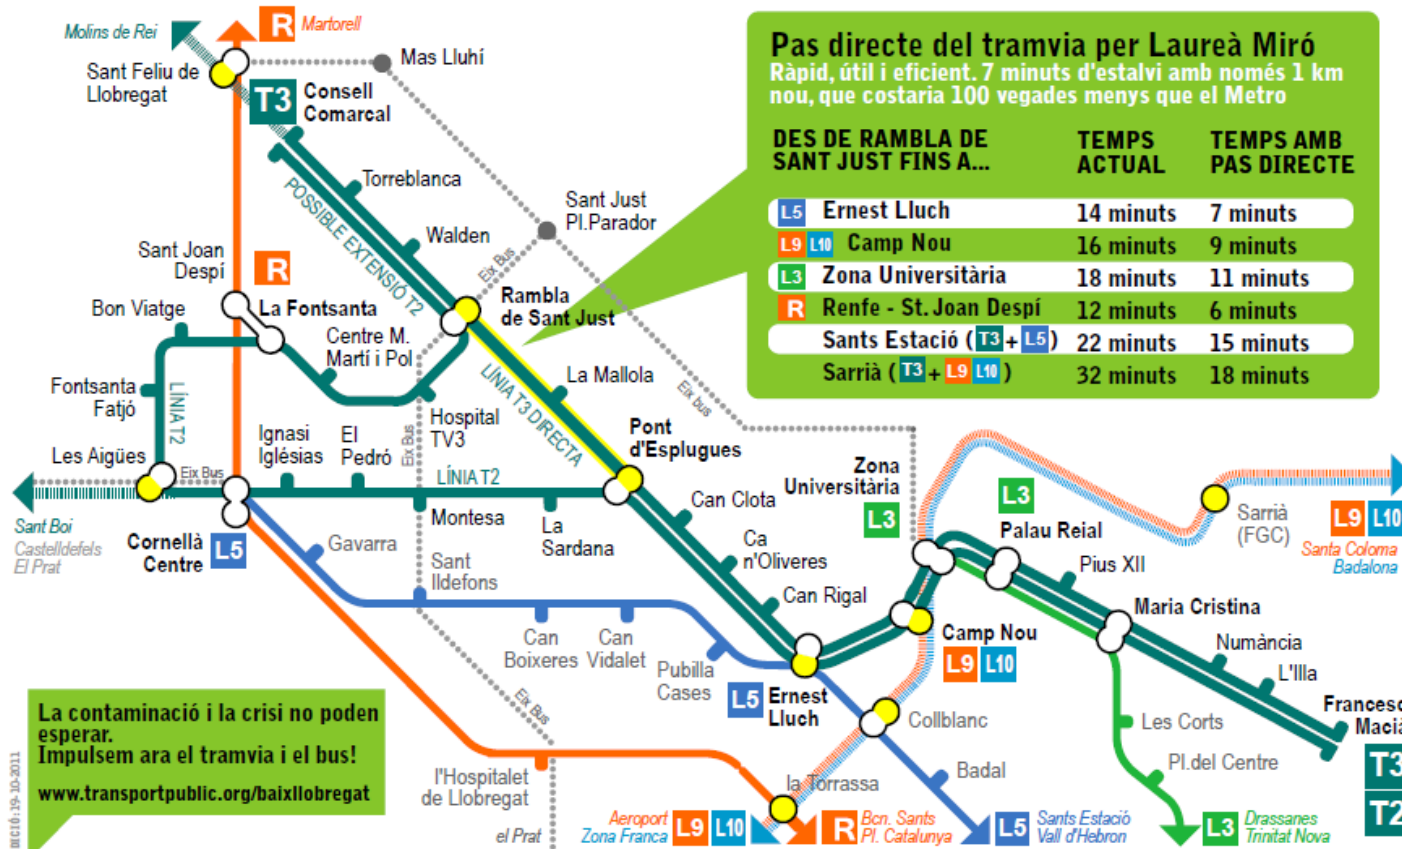 Molins de Rei
R
Martorell
Sant Feliu de
Llobregat
Mas Lluhí
T3
Consell
Comarcal
Torreblanca
Walden
POSSIBLE EXTENSIÓ T2
Sant Just
Pl.Parador
Eix Bus
Pas directe del tramvia per Laureà Miró
Ràpid, útil i eficient. 7 minuts d'estalvi amb només 1 km
nou, que costaria 100 vegades menys que el Metro
DES DE RAMBLA DE
SANT JUST FINS A...
TEMPS
ACTUAL
TEMPS AMB
PAS DIRECTE
L5 Ernest Lluch 14 minuts 7 minuts
L9 L10 Camp Nou 16 minuts 9 minuts
L3 Zona Universitària 18 minuts 11 minuts
R Renfe - St. Joan Despí 12 minuts 6 minuts
Sants Estació (T3+L5) 22 minuts 15 minuts
Sarrià (T3+L9 L10) 32 minuts 18 minuts
Sant Joan
Despí
R
Bon Viatge
La Fontsanta
Centre M.
Martí i Pol
Rambla
de Sant Just
Fontsanta
Fatjó
LÍNIA T2
Hospital
TV3
Eix Bus
La Mallola
LÍNIA T3 DIRECTA
Eix bus
Pont
d'Esplugues
Les Aigües
Eix Bus
Ignasi
Iglésias
El
Pedró
LÍNIA T2
Montesa
La
Sardana
Sant Boi
Castelldefels
El Prat
Cornellà
Centre
L5
Gavarra
Sant
Ildefons
Can
Boixeres
Can
Vidalet
Pubilla
Cases
Can Clota
Ca
n'Oliveres
Can Rigal
Zona
Universitària
L3
L3
Palau Reial
Pius XII
Maria Cristina
Numància
L'Illa
Francesc
Macià
T3
T2
Sarrià
(FGC)
L9 L10
Santa Coloma
Badalona
Camp Nou
L9 L10
L5
Ernest
Lluch
Collblanc
Badal
Les Corts
Pl.del Centre
L3
Drassanes
Trinitat Nova
L5
Sants Estació
Vall d'Hebron
la Torrassa
R
Bcn. Sants
Pl. Catalunya
Aeroport
Zona Franca
L9 L10
l'Hospitalet
de Llobregat
Eix Bus
el Prat
La contaminació i la crisi no poden
esperar.
Impulsem ara el tramvia i el bus!
www.transportpublic.org/baixllobregat
DICIÓ:19-10-2011